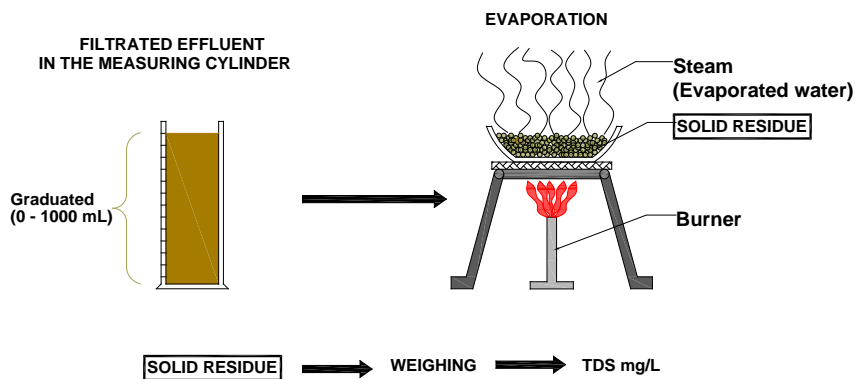 EVAPORATION
FILTRATED EFFLUENT
IN THE MEASURING CYLINDER
Steam
(Evaporated water)
SOLID RESIDUE
Graduated
(0 - 1000 mL)
Burner
SOLID RESIDUE WEIGHING TDS mg/L